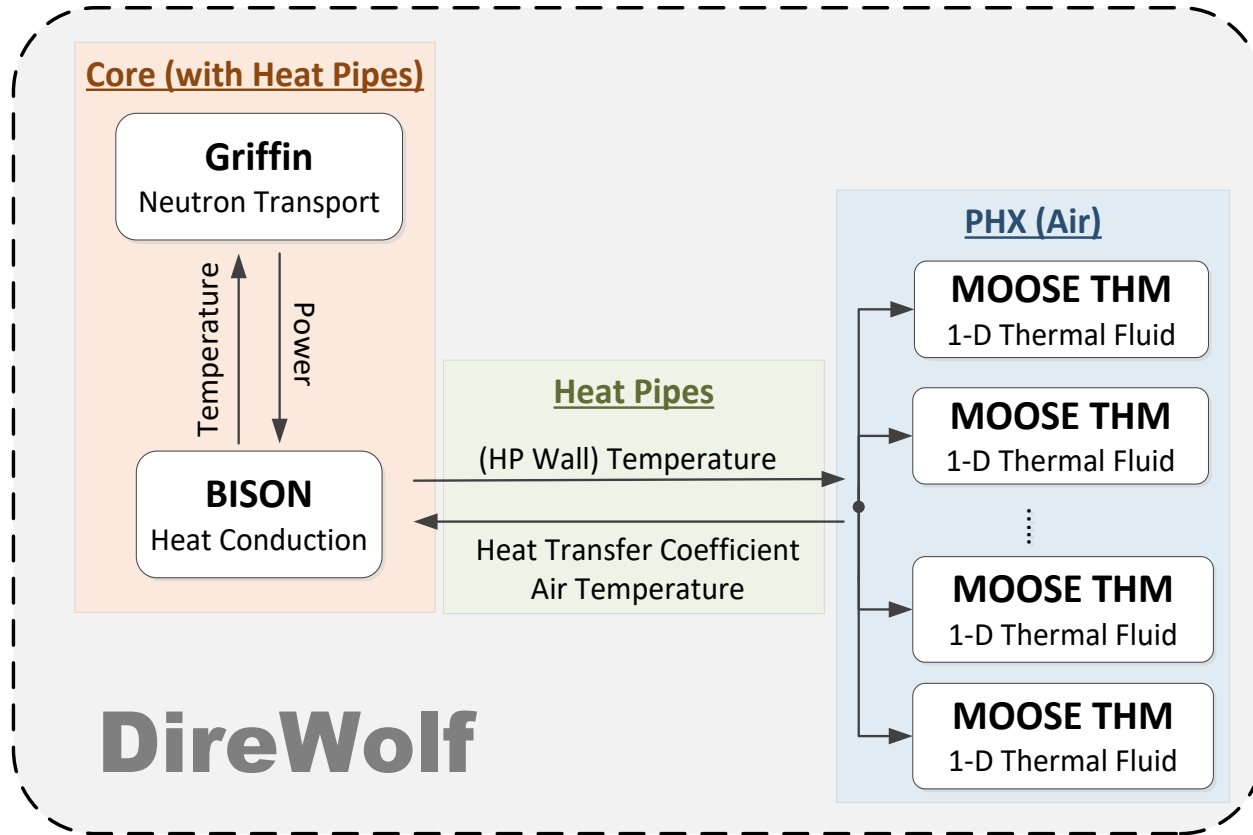 Core (with Heat Pipes)
Griffin
Neutron Transport
Temperature
Power
BISON
Heat Conduction
Heat Pipes
(HP Wall) Temperature
Heat Transfer Coefficient
Air Temperature
PHX (Air)
MOOSE THM
1-D Thermal Fluid
MOOSE THM
1-D Thermal Fluid
.....
MOOSE THM
1-D Thermal Fluid
MOOSE THM
1-D Thermal Fluid
DireWolf